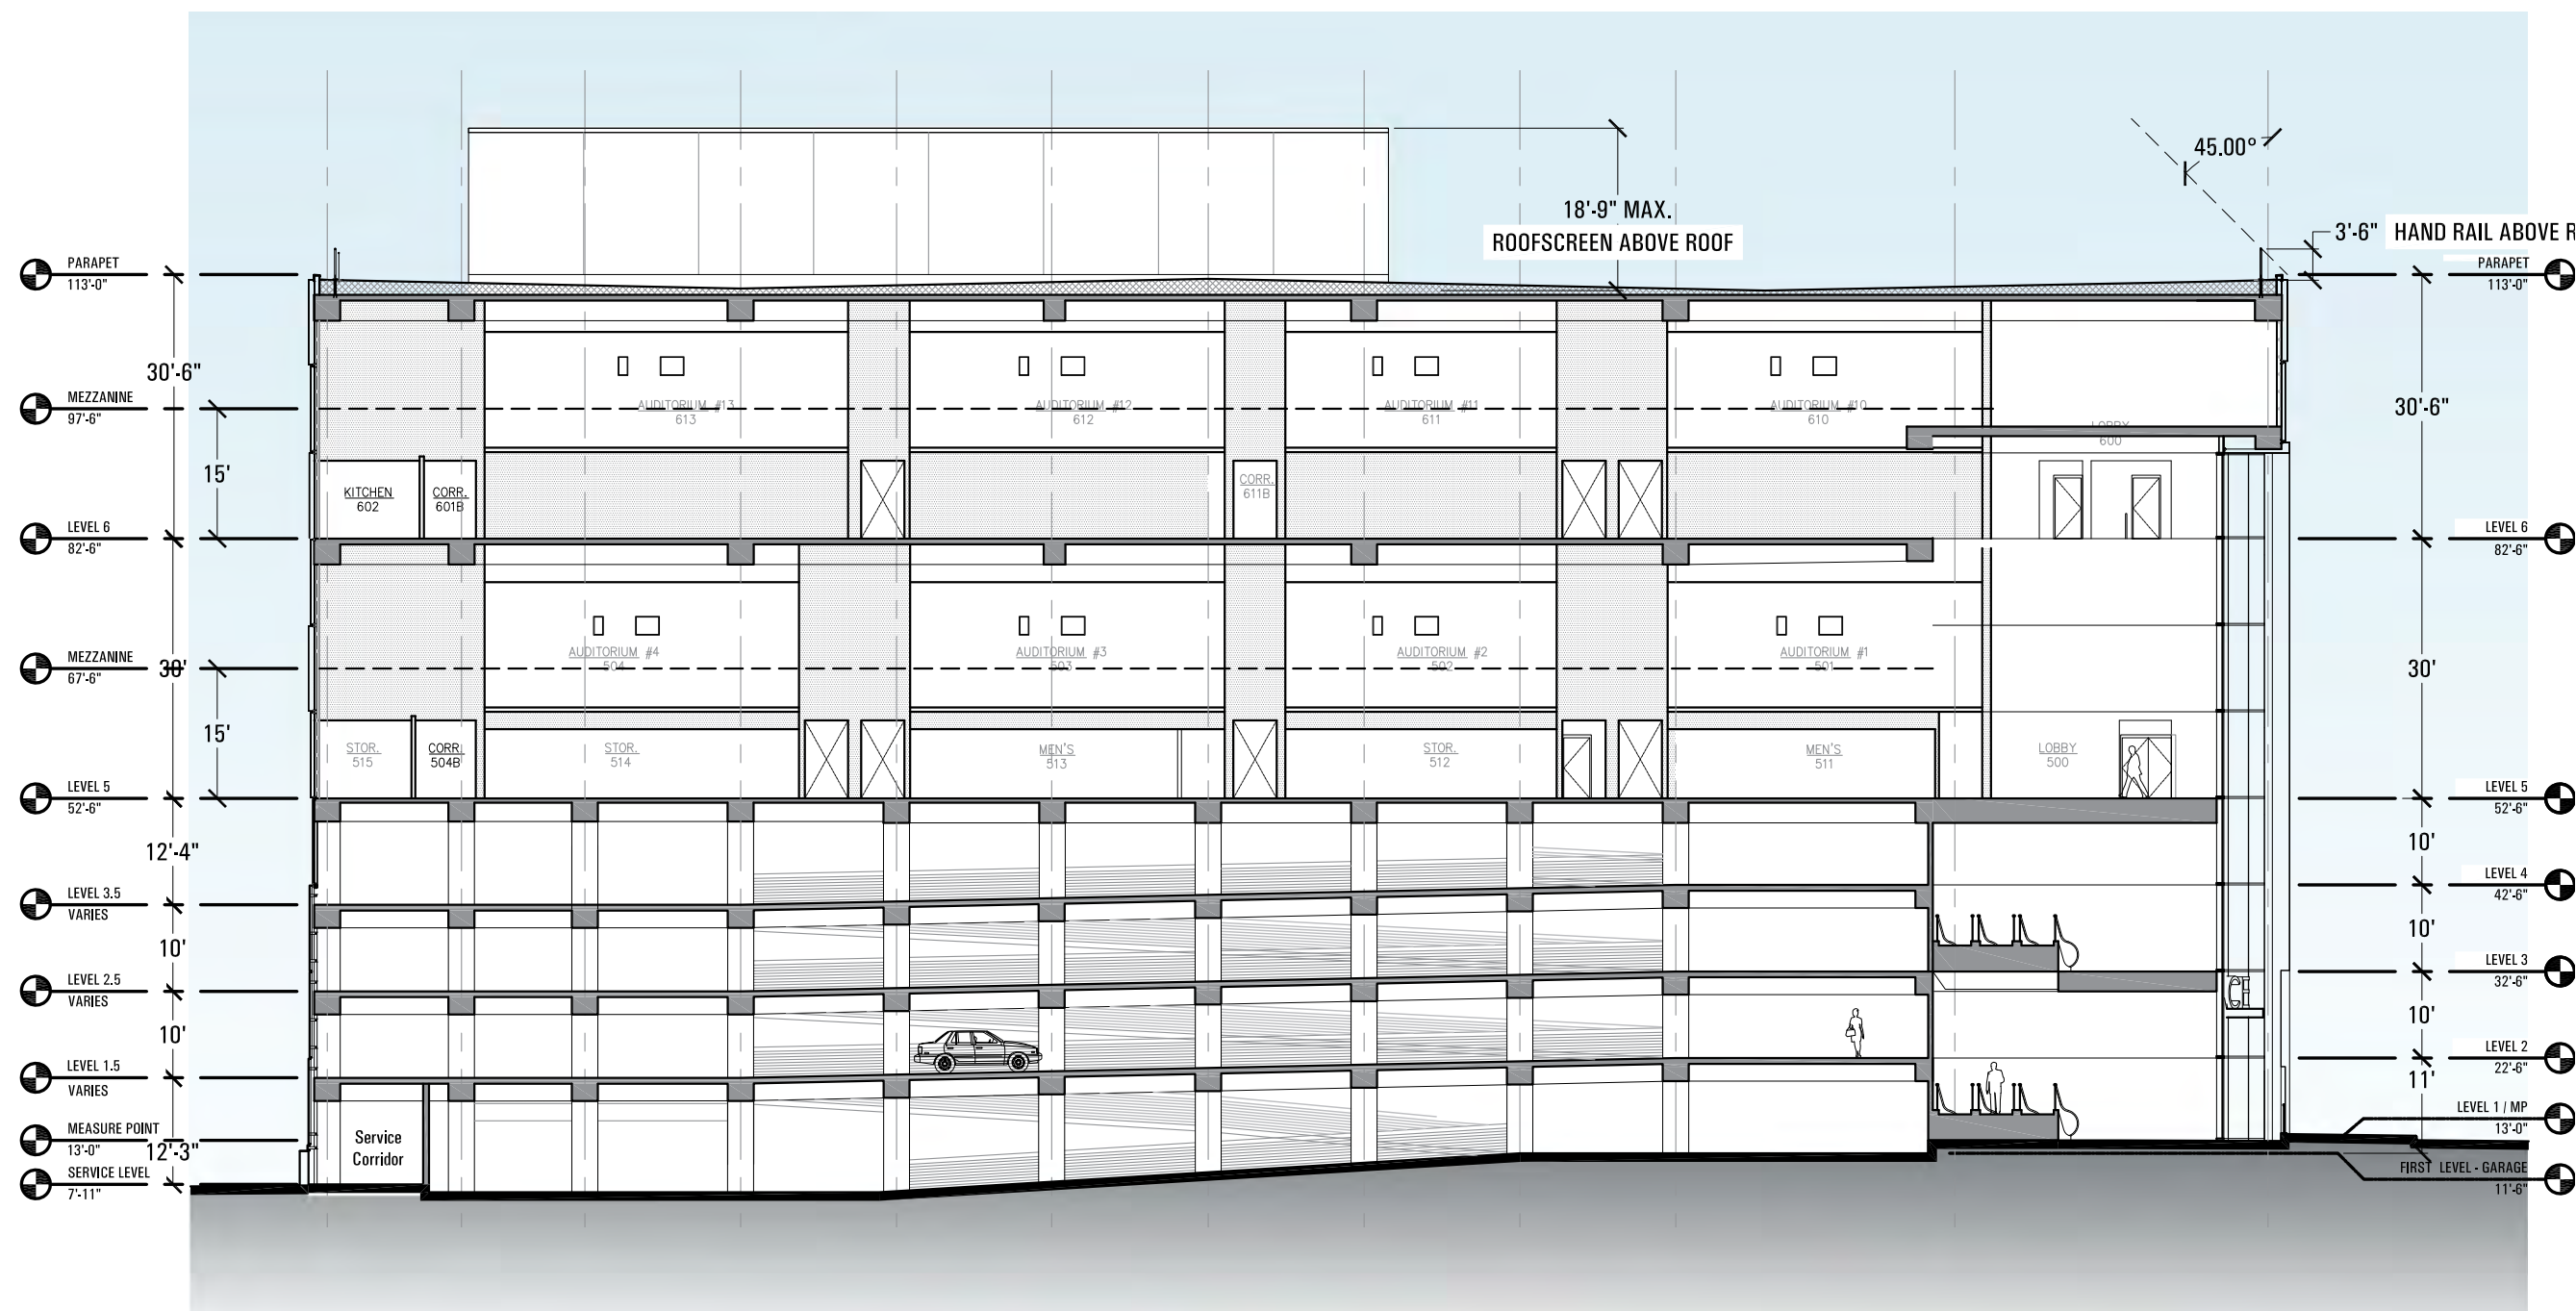 45.00°
18'-9" MAX.
ROOFSCREEN ABOVE ROOF
3'-6" HAND RAIL ABOVE R
PARAPET
113'-0"
30'-6"
MEZZANINE
97'-6"
15'
LEVEL 6
82'-6"
MEZZANINE
67'-6"
30'
15'
LEVEL 5
52'-6"
12'-4"
LEVEL 3.5
VARIES
10'
LEVEL 2.5
VARIES
10'
LEVEL 1.5
VARIES
MEASURE POINT
13'-0"
12'-3"
SERVICE LEVEL
7'-11"
AUDITORIUM #13
613
AUDITORIUM #12
612
AUDITORIUM #11
611
AUDITORIUM #10
610
LOBBY
600
KITCHEN
602
CORR.
601B
CORR.
611B
AUDITORIUM #4
504
AUDITORIUM #3
503
AUDITORIUM #2
502
AUDITORIUM #1
501
STOR.
515
CORR.
504B
STOR.
514
MEN'S
513
STOR.
512
MEN'S
511
LOBBY
500
Service
Corridor
PARAPET
113'-0"
30'-6"
LEVEL 6
82'-6"
30'
LEVEL 5
52'-6"
10'
LEVEL 4
42'-6"
10'
LEVEL 3
32'-6"
10'
LEVEL 2
22'-6"
11'
LEVEL 1 / MP
13'-0"
FIRST LEVEL - GARAGE
11'-6"